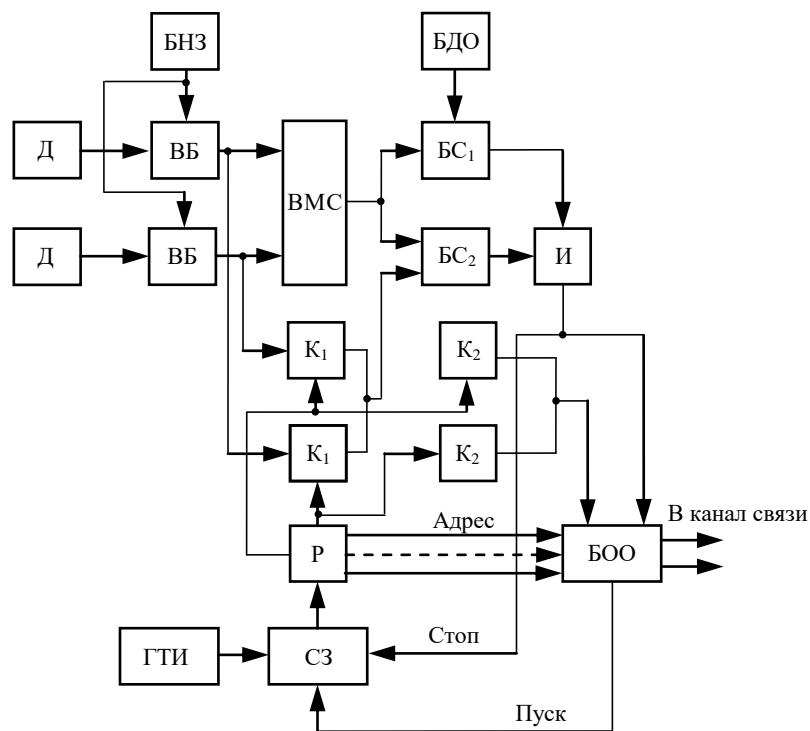 БНЗ
БДО
Д
ВБ
ВМС
БС₁
Д
ВБ
БС₂
И
К₁
К₂
К₁
К₂
Адрес
В канал связи
Р
БОО
Стоп
ГТИ
СЗ
Пуск